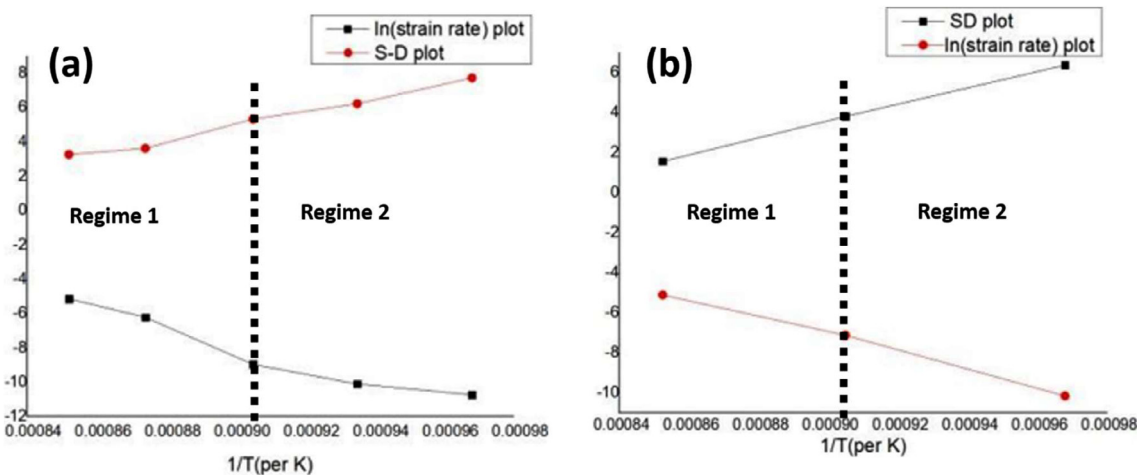 ln(strain rate) plot
S-D plot
(a)
8
6
4
2
0
-2
-4
-6
-8
-10
-12
Regime 1
Regime 2
0.00084 0.00086 0.00088 0.00090 0.00092 0.00094 0.00096 0.00098
1/T(per K)
SD plot
ln(strain rate) plot
(b)
6
4
2
0
-2
-4
-6
-8
-10
Regime 1
Regime 2
0.00084 0.00086 0.00088 0.00090 0.00092 0.00094 0.00096 0.00098
1/T(per K)